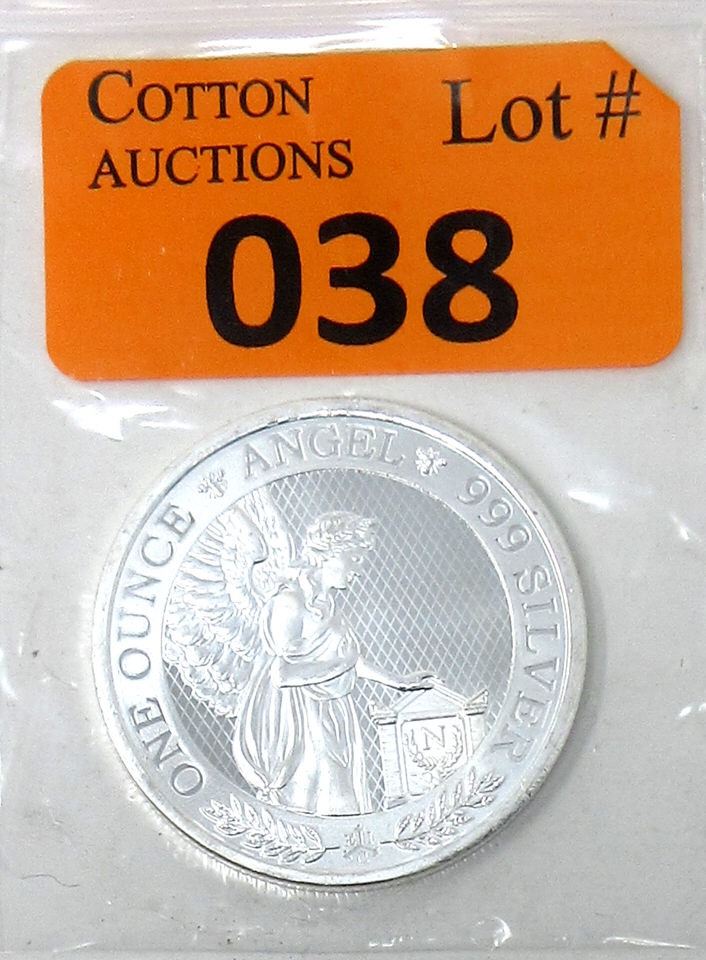 COTTON
AUCTIONS
Lot #
038
ONE OUNCE ANGEL 999 SILVER
N